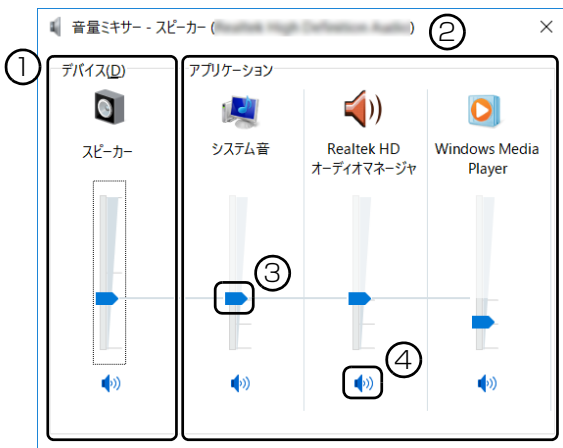 音量ミキサー - スピーカー ( )
②
①
デバイス(D)
アプリケーション
スピーカー
システム音
Realtek HD
オーディオマネージャ
Windows Media
Player
③
④